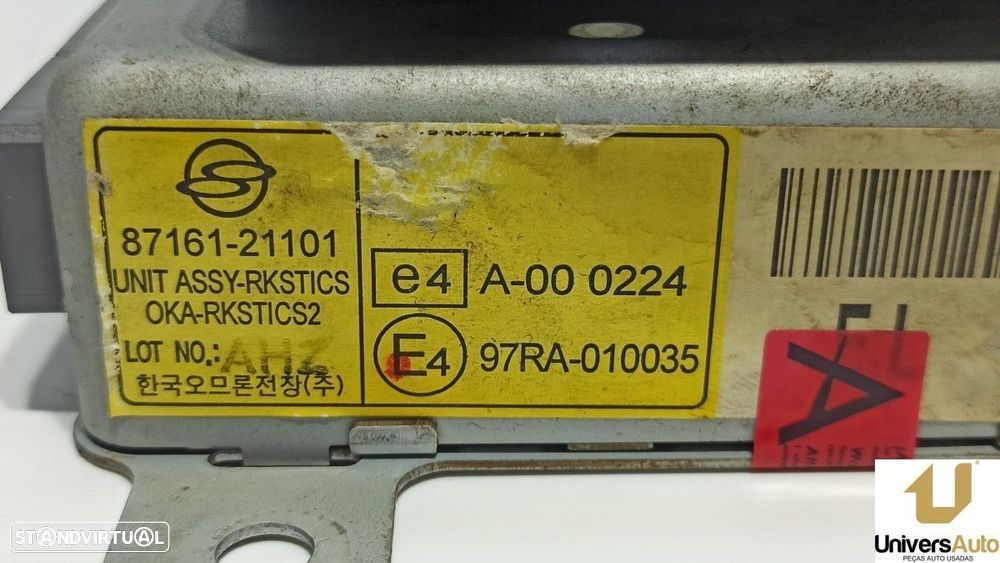 87161-21101
UNIT ASSY-RKSTICS
OKA-RKSTICS2
LOT NO.: AHZ
한국오므론전장(주)
e4 A-00 0224
E4 97RA-010035
A
STANDVIRTUAL
UniversAuto
PEÇAS AUTO USADAS